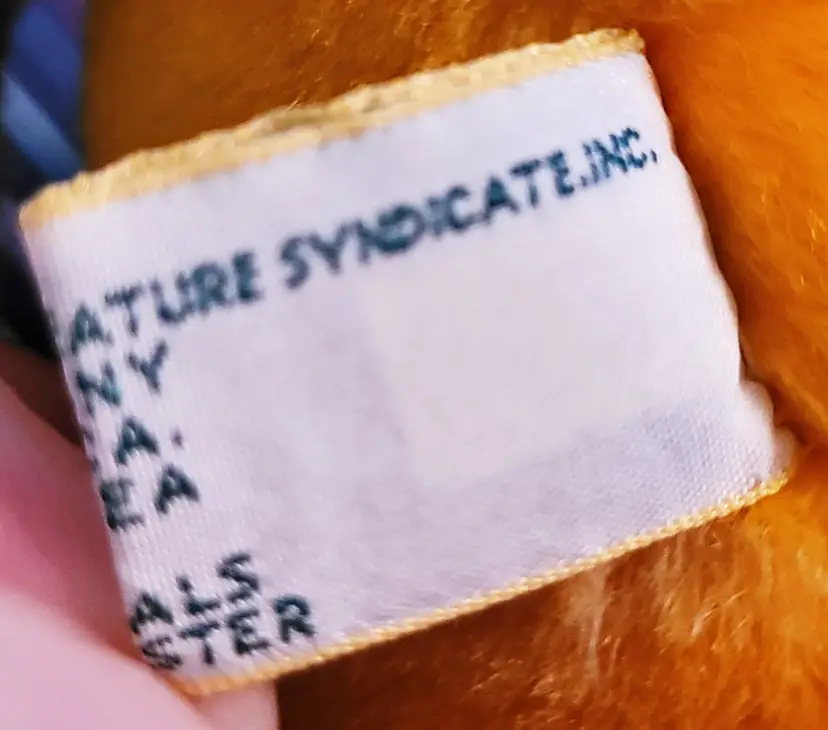 ATURE SYNDICATE.INC.
NY
.A.
EA
ALS
STER